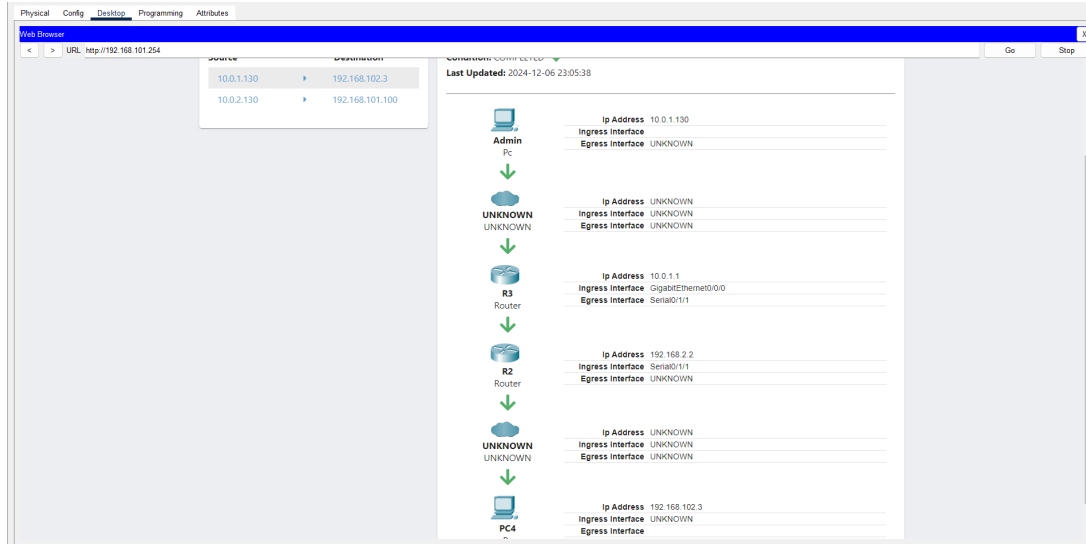 Physical Config Desktop Programming Attributes
Web Browser X
< > URL http://192.168.101.254 Go Stop
Source Destination
10.0.1.130 192.168.102.3
10.0.2.130 192.168.101.100
Condition: COMPLETED
Last Updated: 2024-12-06 23:05:38
Admin
Pc
Ip Address 10.0.1.130
Ingress Interface
Egress Interface UNKNOWN
UNKNOWN
UNKNOWN
Ip Address UNKNOWN
Ingress Interface UNKNOWN
Egress Interface UNKNOWN
R3
Router
Ip Address 10.0.1.1
Ingress Interface GigabitEthernet0/0/0
Egress Interface Serial0/1/1
R2
Router
Ip Address 192.168.2.2
Ingress Interface Serial0/1/1
Egress Interface UNKNOWN
UNKNOWN
UNKNOWN
Ip Address UNKNOWN
Ingress Interface UNKNOWN
Egress Interface UNKNOWN
PC4
Ip Address 192.168.102.3
Ingress Interface UNKNOWN
Egress Interface